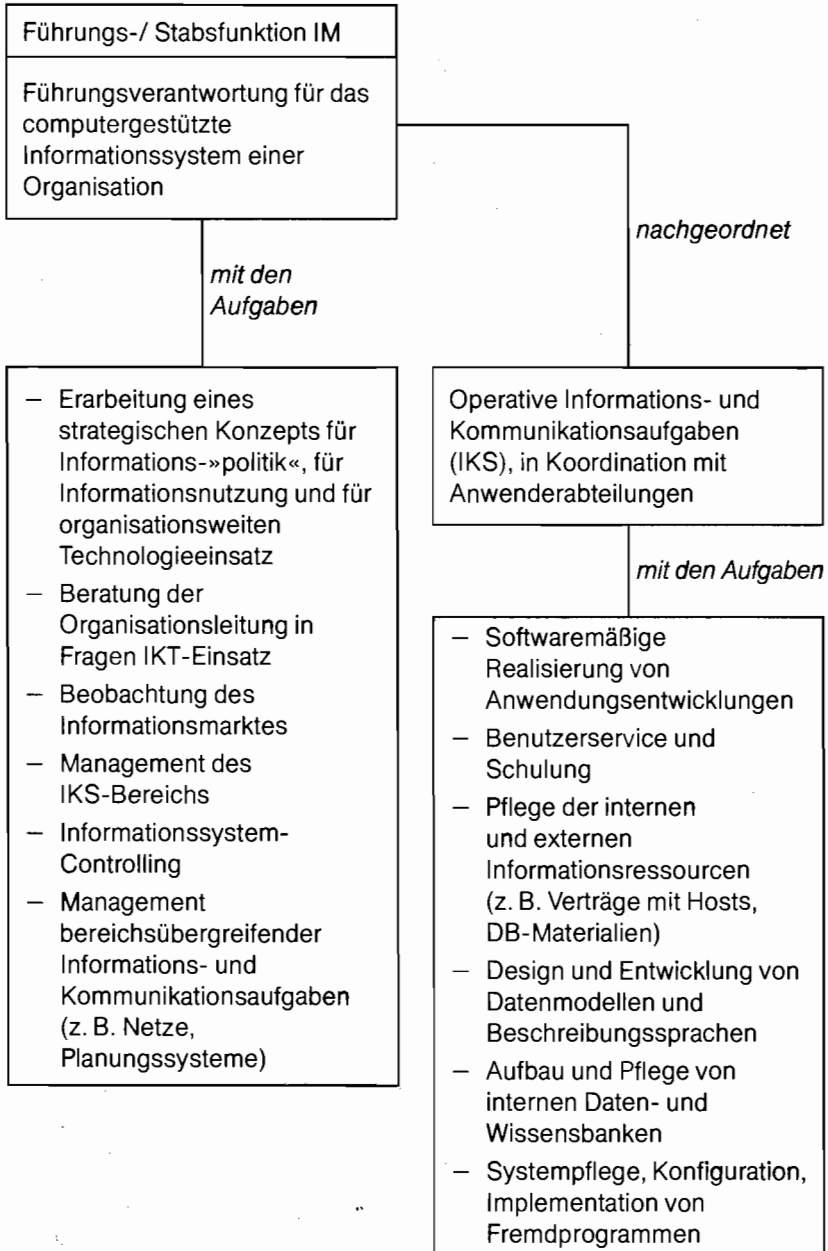 Führungs-/ Stabsfunktion IM
Führungsverantwortung für das
computergestützte
Informationssystem einer
Organisation
mit den
Aufgaben
nachgeordnet
– Erarbeitung eines
strategischen Konzepts für
Informations-»politik«, für
Informationsnutzung und für
organisationsweiten
Technologieeinsatz
– Beratung der
Organisationsleitung in
Fragen IKT-Einsatz
– Beobachtung des
Informationsmarktes
– Management des
IKS-Bereichs
– Informationssystem-
Controlling
– Management
bereichsübergreifender
Informations- und
Kommunikationsaufgaben
(z. B. Netze,
Planungssysteme)
Operative Informations- und
Kommunikationsaufgaben
(IKS), in Koordination mit
Anwenderabteilungen
mit den Aufgaben
– Softwaremäßige
Realisierung von
Anwendungsentwicklungen
– Benutzerservice und
Schulung
– Pflege der internen
und externen
Informationsressourcen
(z. B. Verträge mit Hosts,
DB-Materialien)
– Design und Entwicklung von
Datenmodellen und
Beschreibungssprachen
– Aufbau und Pflege von
internen Daten- und
Wissensbanken
– Systempflege, Konfiguration,
Implementation von
Fremdprogrammen